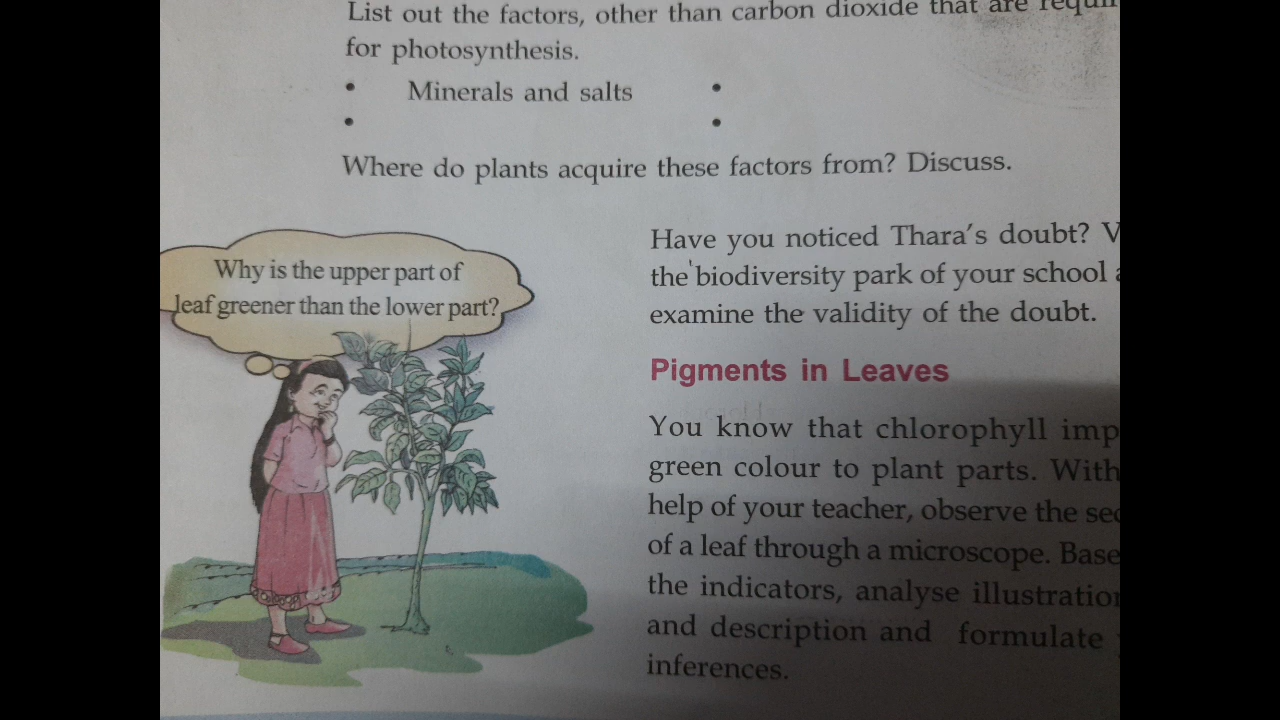 List out the factors, other than carbon dioxide that are
for photosynthesis.
• Minerals and salts •
• •
Where do plants acquire these factors from? Discuss.
Why is the upper part of
leaf greener than the lower part?
Have you noticed Thara's doubt?
the biodiversity park of your school
examine the validity of the doubt.
Pigments in Leaves
You know that chlorophyll
green colour to plant parts. With
help of your teacher, observe the
of a leaf through a microscope.
the indicators, analyse
and description and formulate
inferences.